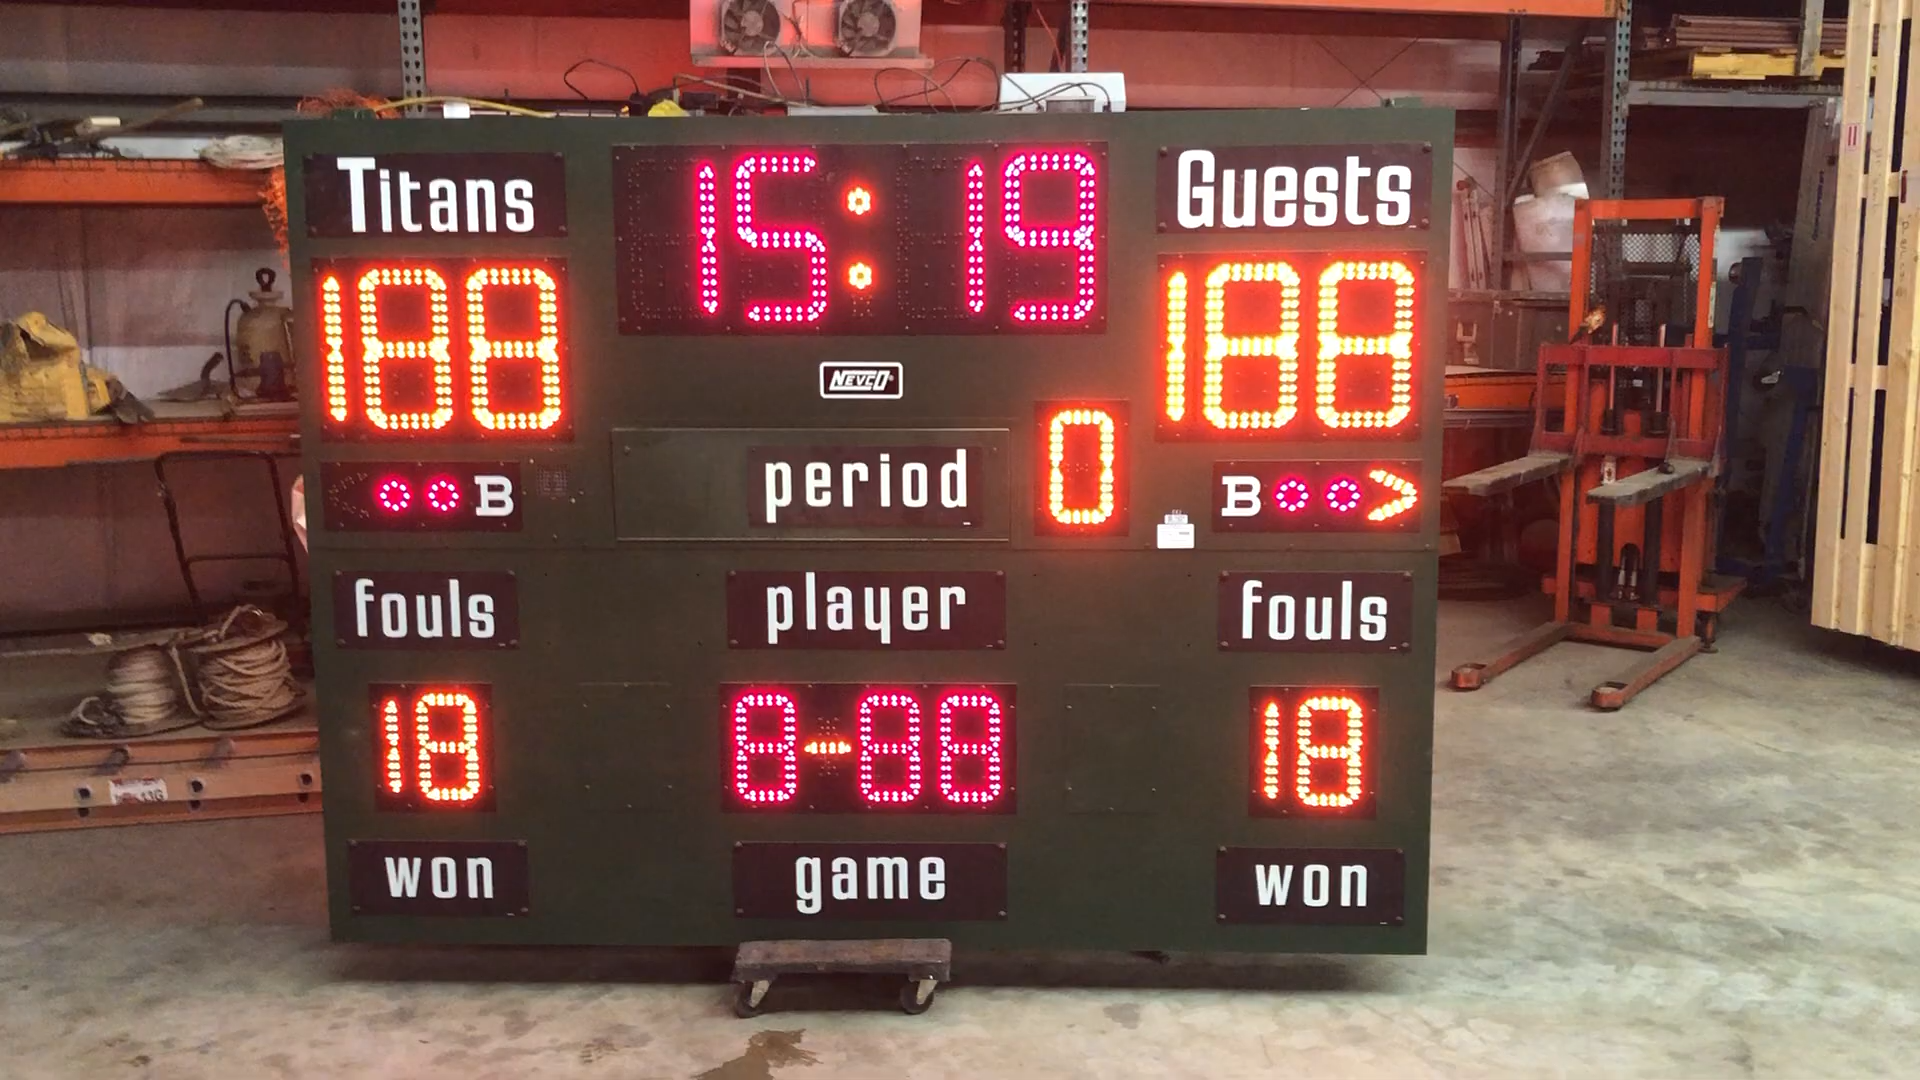 Titans 15:19 Guests
188 188
NEVCO
period 0
B B >
fouls player fouls
18 8-88 18
won game won